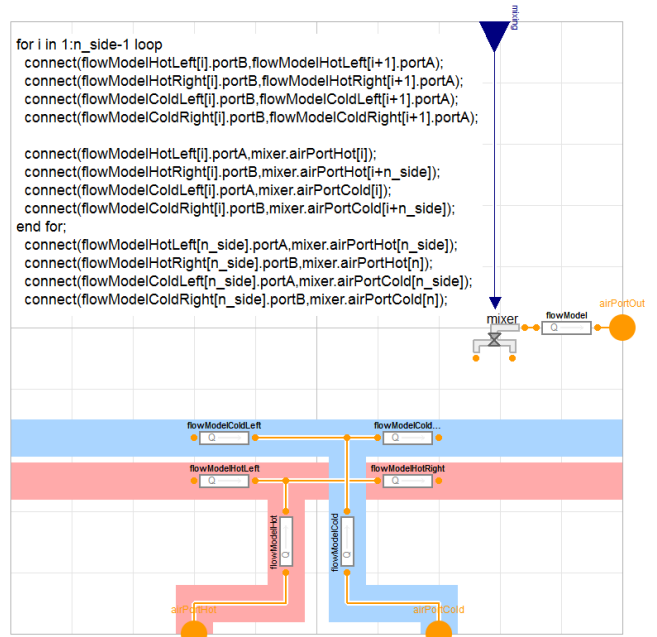 mixing
for i in 1:n_side-1 loop
connect(flowModelHotLeft[i].portB,flowModelHotLeft[i+1].portA);
connect(flowModelHotRight[i].portB,flowModelHotRight[i+1].portA);
connect(flowModelColdLeft[i].portB,flowModelColdLeft[i+1].portA);
connect(flowModelColdRight[i].portB,flowModelColdRight[i+1].portA);
connect(flowModelHotLeft[i].portA,mixer.airPortHot[i]);
connect(flowModelHotRight[i].portB,mixer.airPortHot[i+n_side]);
connect(flowModelColdLeft[i].portA,mixer.airPortCold[i]);
connect(flowModelColdRight[i].portB,mixer.airPortCold[i+n_side]);
end for;
connect(flowModelHotLeft[n_side].portA,mixer.airPortHot[n_side]);
connect(flowModelHotRight[n_side].portB,mixer.airPortHot[n]);
connect(flowModelColdLeft[n_side].portA,mixer.airPortCold[n_side]);
connect(flowModelColdRight[n_side].portB,mixer.airPortCold[n]);
airPortOut
mixer
flowModel
Q
flowModelColdLeft
flowModelCold...
Q
Q
flowModelHotLeft
flowModelHotRight
Q
Q
flowModelHot
Q
flowModelCold
Q
airPortHot
airPortCold